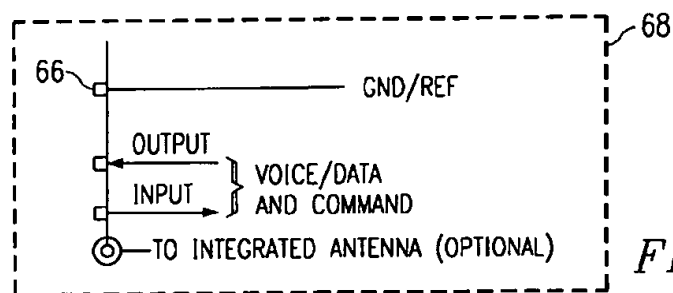 68
66
GND/REF
OUTPUT
VOICE/DATA
INPUT
AND COMMAND
TO INTEGRATED ANTENNA (OPTIONAL)